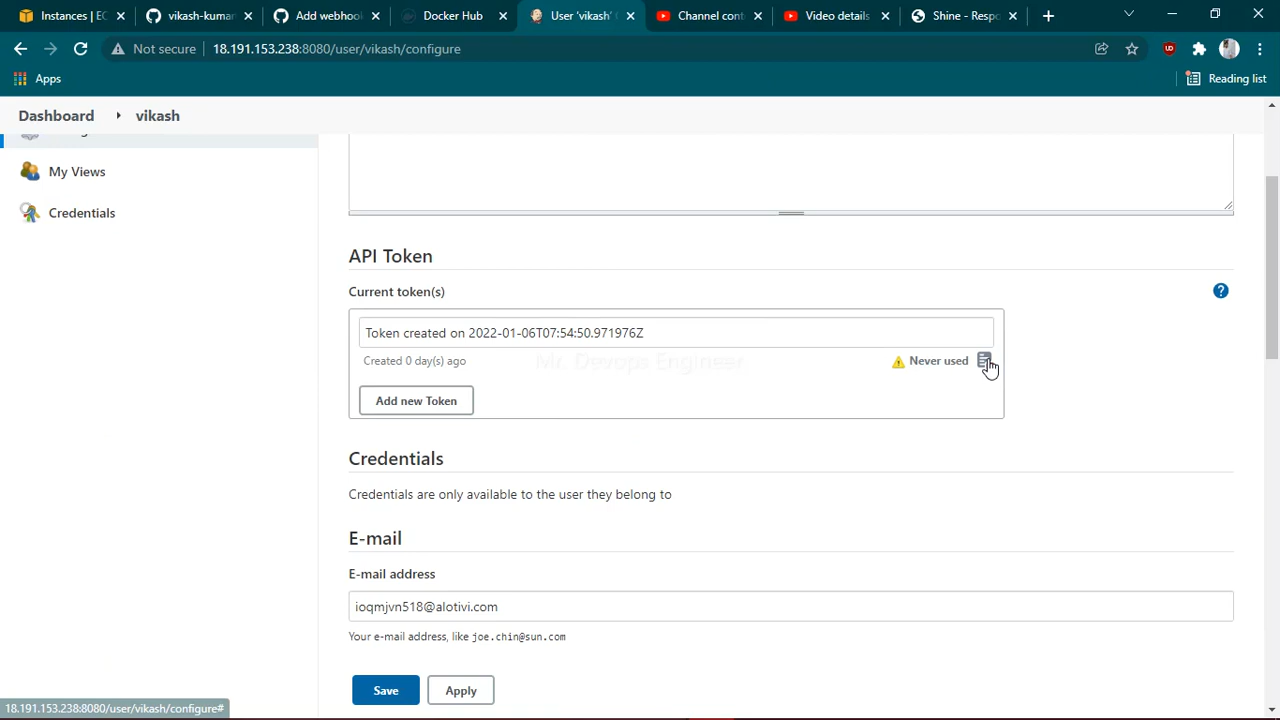 Instances | EC
vikash-kumar
Add webhook
Docker Hub
User 'vikash'
Channel cont
Video details
Shine - Respo
Not secure 18.191.153.238:8080/user/vikash/configure
Apps
Reading list
Dashboard vikash
My Views
Credentials
API Token
Current token(s)
Token created on 2022-01-06T07:54:50.971976Z
Created 0 day(s) ago
Mr. Devops Engineer
Never used
Add new Token
Credentials
Credentials are only available to the user they belong to
E-mail
E-mail address
ioqmjvn518@alotivi.com
Your e-mail address, like joe.chin@sun.com
Save
Apply
18.191.153.238:8080/user/vikash/configure#